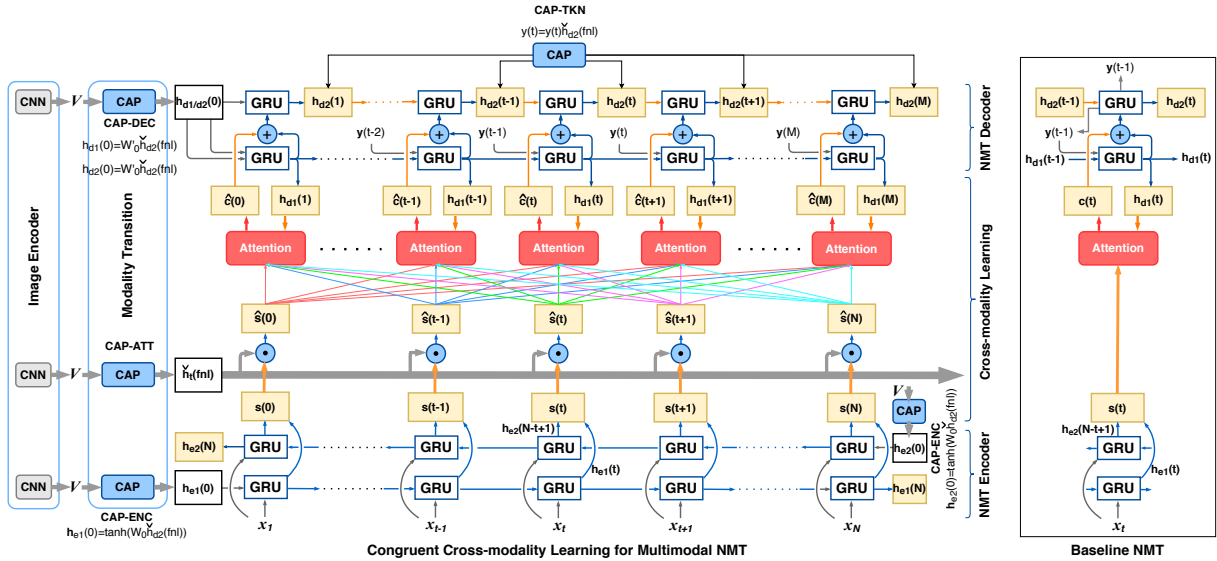 CAP-TKN
y(t)=y(t)ȟd2(fnl)
CAP
CNN
V
CAP
hd1/d2(0)
GRU
hd2(1)
GRU
hd2(t-1)
GRU
hd2(t)
GRU
hd2(t+1)
GRU
hd2(M)
CAP-DEC
hd1(0)=W'0ȟd2(fnl)
hd2(0)=W'0ȟd2(fnl)
+
+
+
+
+
y(t-2)
y(t-1)
y(t)
y(M)
GRU
GRU
GRU
GRU
GRU
NMT Decoder
ĉ(0)
hd1(1)
ĉ(t-1)
hd1(t-1)
ĉ(t)
hd1(t)
ĉ(t+1)
hd1(t+1)
ĉ(M)
hd1(M)
Attention
Attention
Attention
Attention
Attention
Image Encoder
Modality Transition
Cross-modality Learning
ŝ(0)
ŝ(t-1)
ŝ(t)
ŝ(t+1)
ŝ(N)
CAP-ATT
CNN
V
CAP
ȟt(fnl)
s(0)
s(t-1)
s(t)
s(t+1)
s(N)
V
CAP
he2(N)
GRU
GRU
he2(N-t+1)
GRU
GRU
GRU
he2(0)
CAP-ENC
he2(0)=tanh(W0ȟd2(fnl))
NMT Encoder
CNN
V
CAP
he1(0)
GRU
GRU
GRU
he1(t)
GRU
GRU
he1(N)
CAP-ENC
he1(0)=tanh(W0ȟd2(fnl))
x1
xt-1
xt
xt+1
xN
Congruent Cross-modality Learning for Multimodal NMT
y(t-1)
hd2(t-1)
GRU
hd2(t)
y(t-1)
+
hd1(t-1)
GRU
hd1(t)
c(t)
hd1(t)
Attention
s(t)
he2(N-t+1)
GRU
he1(t)
GRU
xt
Baseline NMT